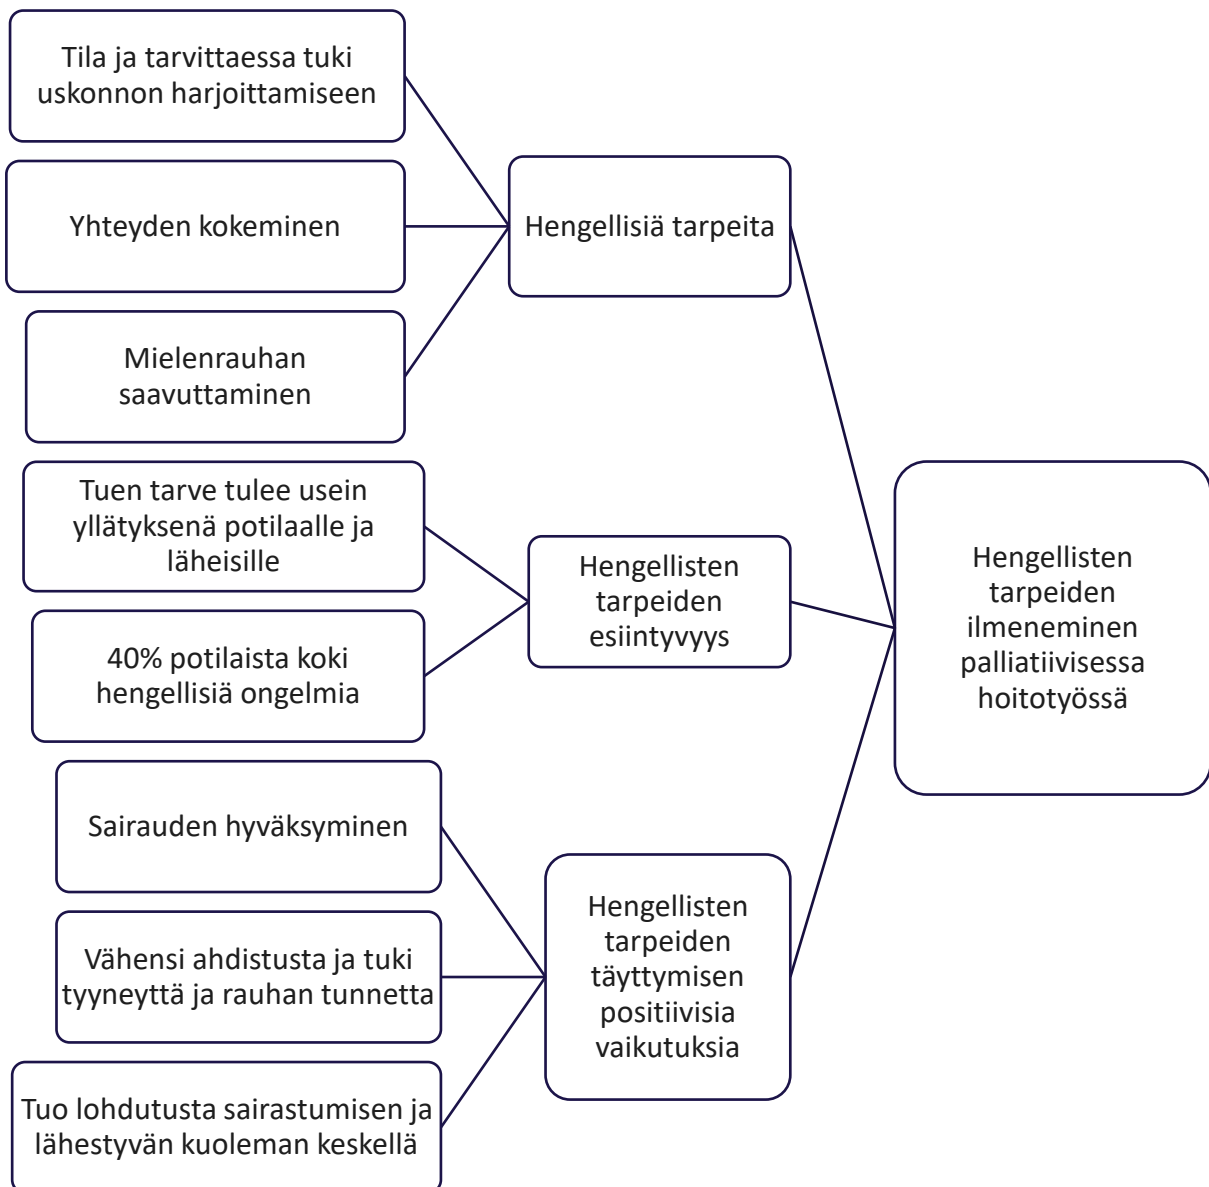 Tila ja tarvittaessa tuki
uskonnon harjoittamiseen
Yhteyden kokeminen
Mielenrauhan
saavuttaminen
Hengellisiä tarpeita
Tuen tarve tulee usein
yllätyksenä potilaalle ja
läheisille
40% potilaista koki
hengellisiä ongelmia
Hengellisten
tarpeiden
esiintyvyys
Sairauden hyväksyminen
Vähensi ahdistusta ja tuki
tyyneyttä ja rauhan tunnetta
Tuo lohdutusta sairastumisen ja
lähestyvän kuoleman keskellä
Hengellisten
tarpeiden
täyttymisen
positiivisia
vaikutuksia
Hengellisten
tarpeiden
ilmeneminen
palliatiivisessa
hoitotyössä